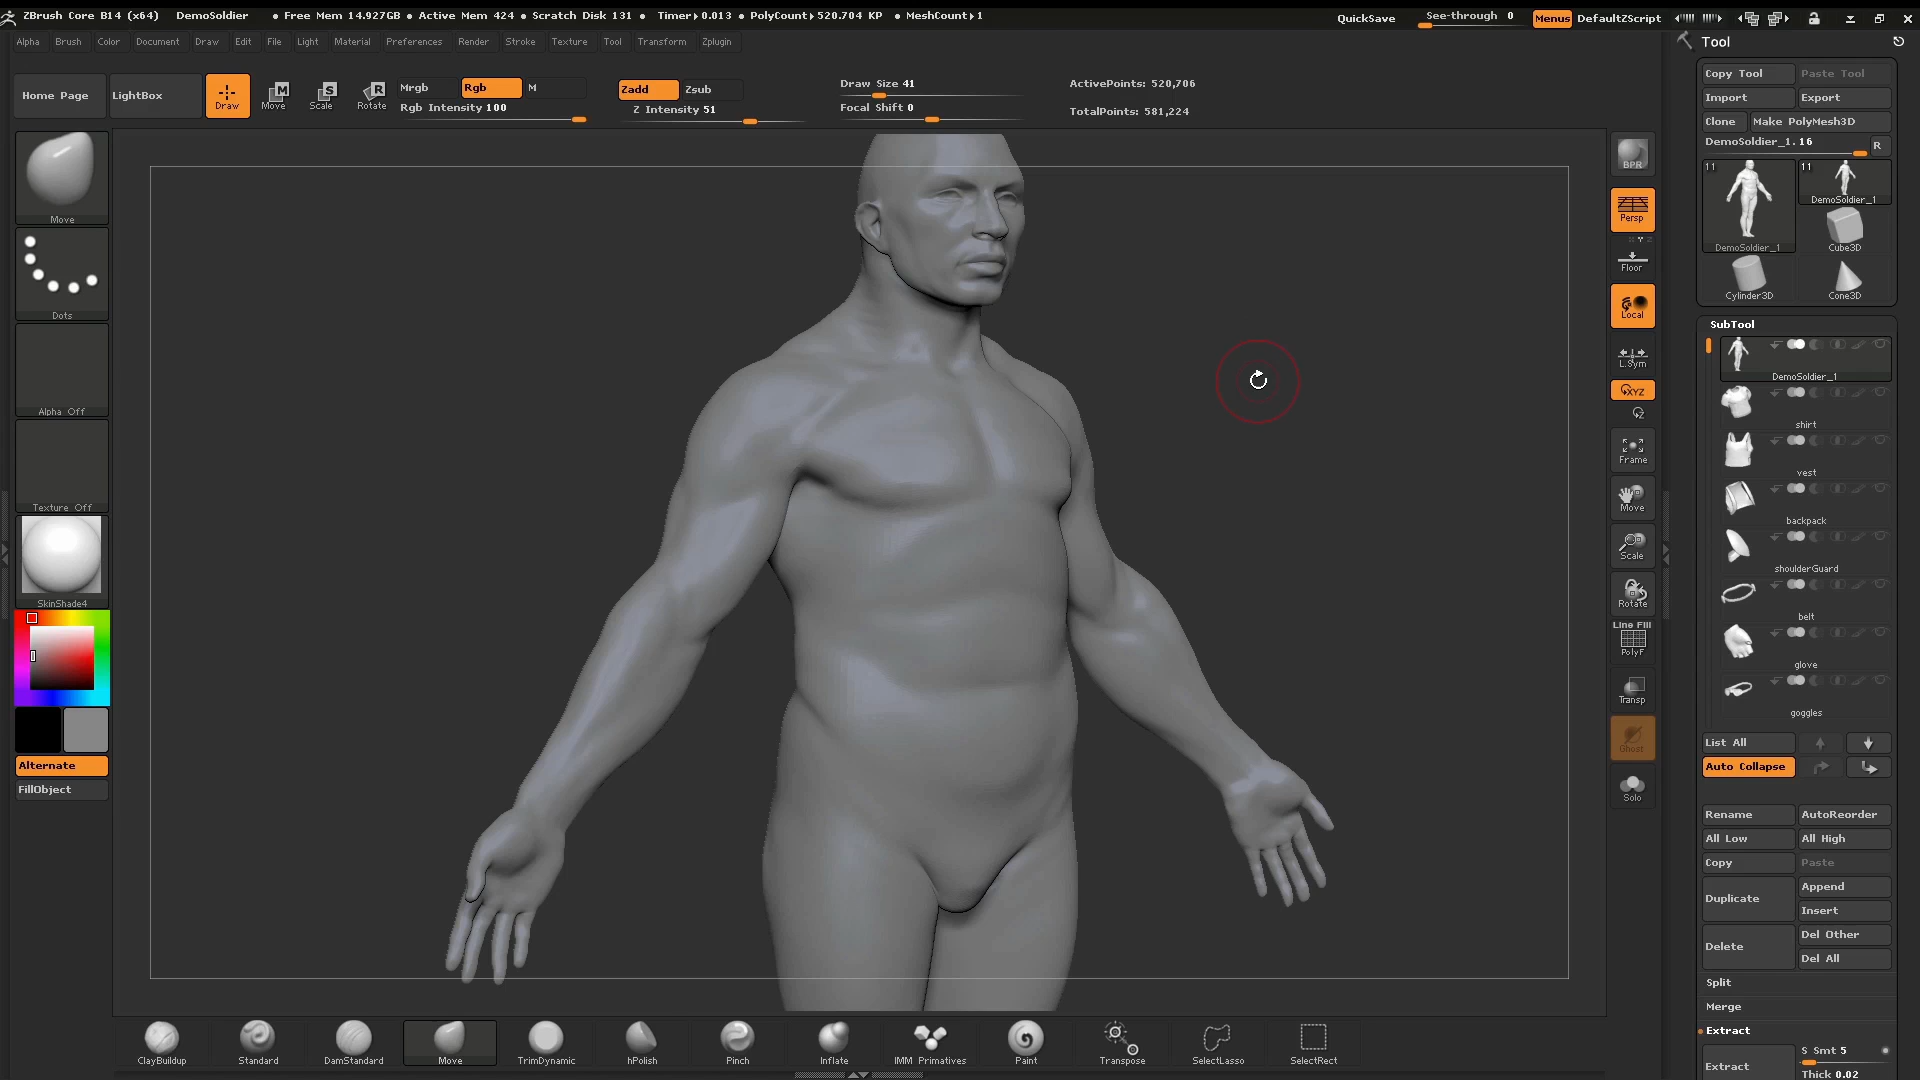 ZBrush Core B14 (x64) DemoSoldier • Free Mem 14.927GB • Active Mem 424 • Scratch Disk 131 • Timer▸0.013 • PolyCount▸520.704 KP • MeshCount▸1 QuickSave See-through 0 Menus DefaultZScript
Alpha Brush Color Document Draw Edit File Light Material Preferences Render Stroke Texture Tool Transform Zplugin
Tool
Copy Tool Paste Tool
Import Export
Clone Make PolyMesh3D
DemoSoldier_1. 16 R
Home Page LightBox Draw Move Scale Rotate
Mrgb Rgb M
Rgb Intensity 100
Zadd Zsub
Z Intensity 51
Draw Size 41
Focal Shift 0
ActivePoints: 520,706
TotalPoints: 581,224
Move
Dots
Alpha Off
Texture Off
SkinShade4
Alternate
FillObject
BPR
Persp
Floor
Local
L.Sym
XYZ
Frame
Move
Scale
Rotate
Line Fill
PolyF
Transp
Ghost
Solo
11 11
DemoSoldier_1
DemoSoldier_1 Cube3D
Cylinder3D Cone3D
SubTool
DemoSoldier_1
shirt
vest
backpack
shoulderGuard
belt
glove
goggles
List All
Auto Collapse
Rename AutoReorder
All Low All High
Copy Paste
Duplicate Append
Insert
Delete Del Other
Del All
Split
Merge
Extract
Extract S Smt 5
Thick 0.02
ClayBuildup Standard DamStandard Move TrimDynamic hPolish Pinch Inflate IMM Primitives Paint Transpose SelectLasso SelectRect